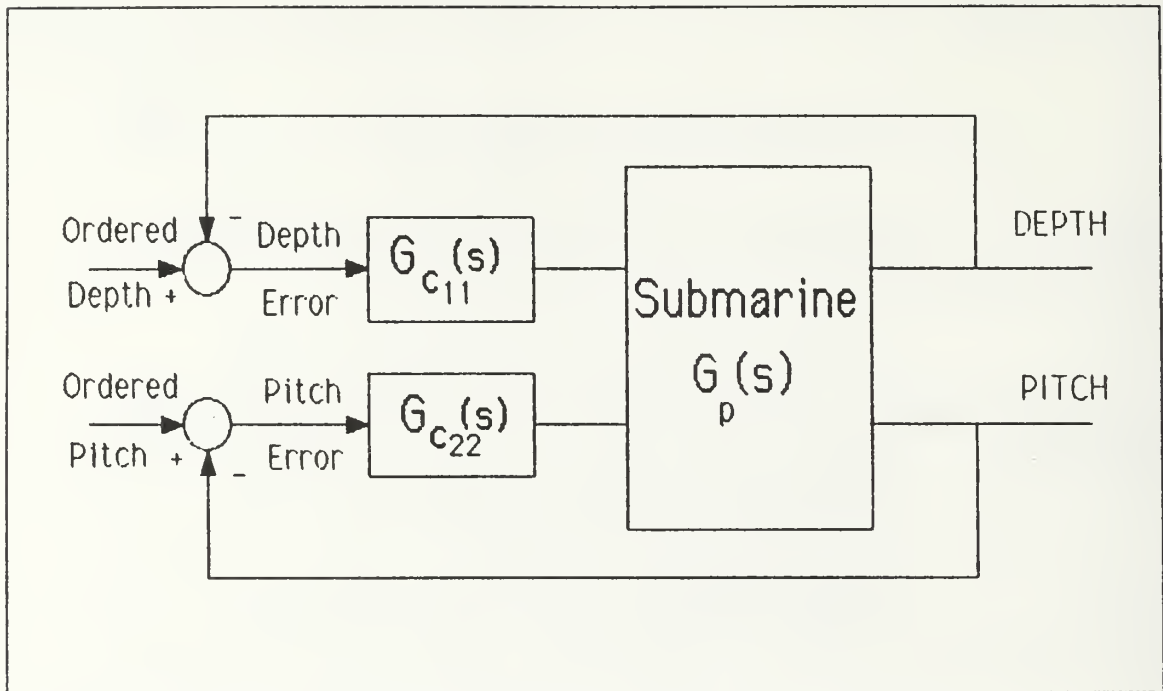 -
Ordered
Depth +
Depth
Error
G_c11(s)
Submarine
G_p(s)
DEPTH
Ordered
Pitch +
-
Pitch
Error
G_c22(s)
PITCH